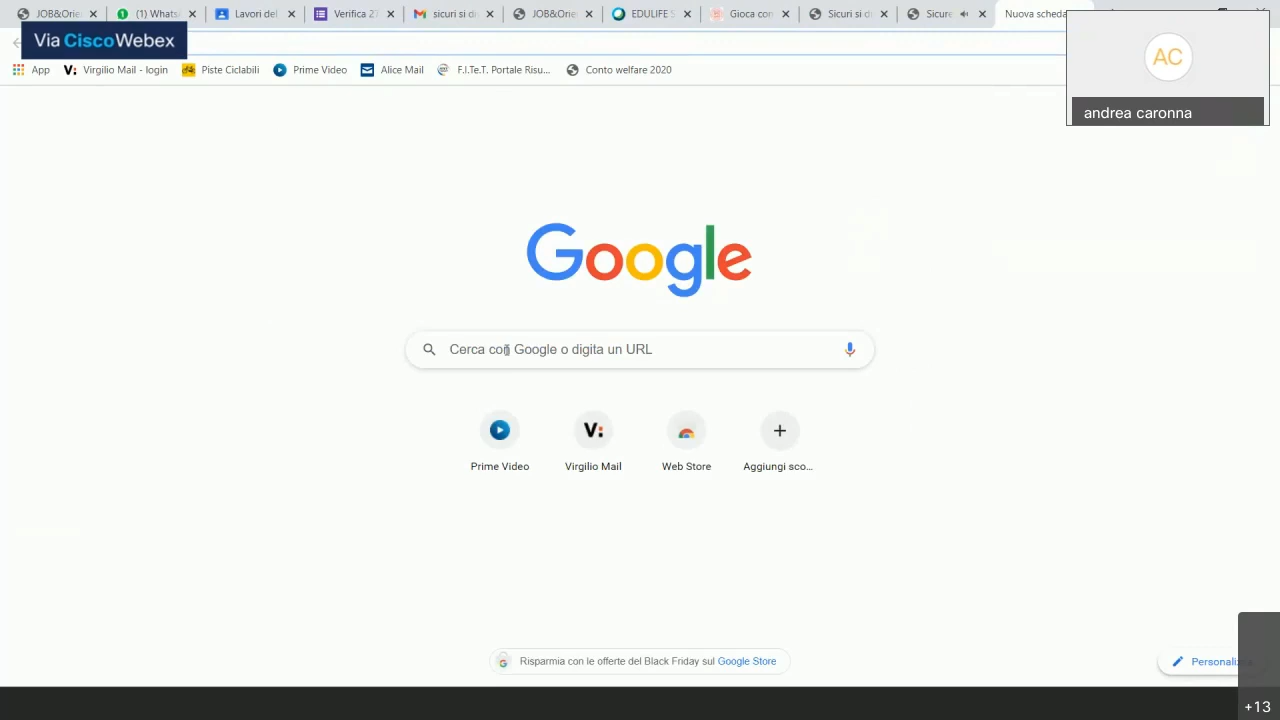 JOB&Orie
(1) Whats
Lavori del
Verifica 27
sicuri si di
JOB&Orie
EDULIFE S
Gioca con
Sicuri si di
Sicure
Nuova scheda
Via CiscoWebex
App
Virgilio Mail - login
Piste Ciclabili
Prime Video
Alice Mail
F.I.Te.T. Portale Risu...
Conto welfare 2020
AC
andrea caronna
Google
Cerca con Google o digita un URL
V:
Prime Video
Virgilio Mail
Web Store
Aggiungi sco...
Risparmia con le offerte del Black Friday sul Google Store
Personaliz
+13